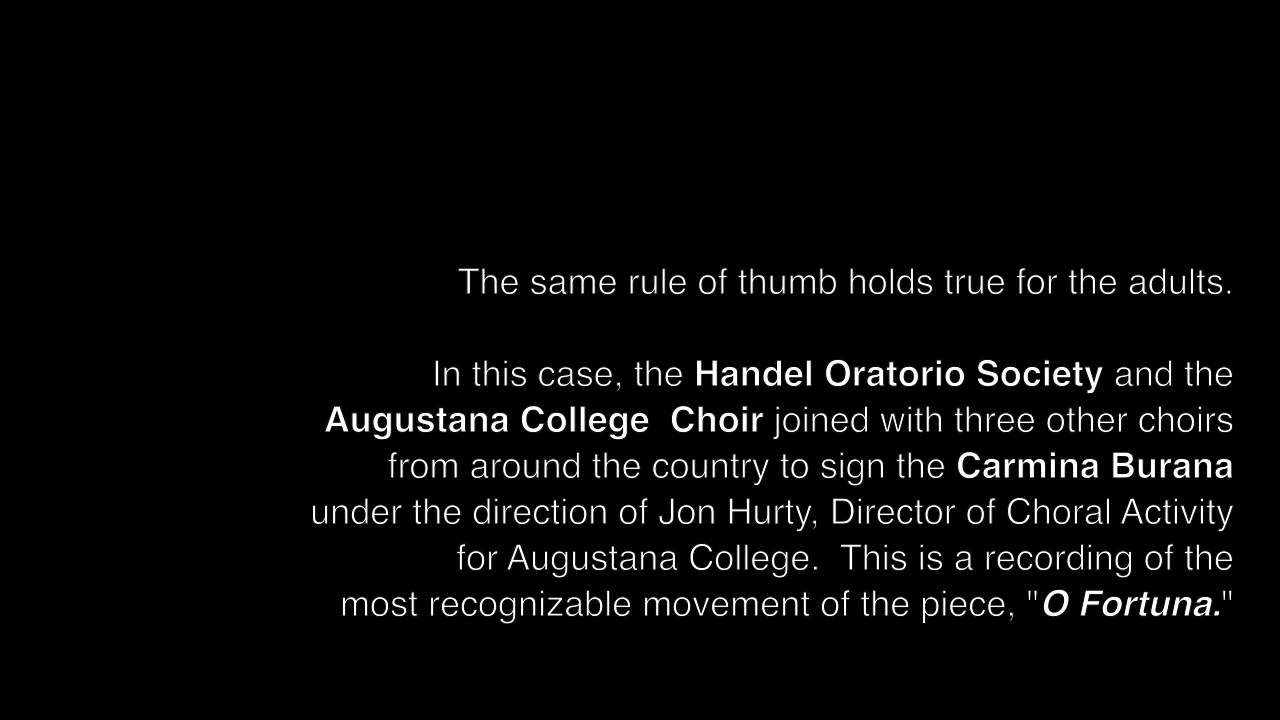 The same rule of thumb holds true for the adults.
In this case, the Handel Oratorio Society and the
Augustana College  Choir joined with three other choirs
from around the country to sign the Carmina Burana
under the direction of Jon Hurty, Director of Choral Activity
for Augustana College.  This is a recording of the
most recognizable movement of the piece, "O Fortuna."